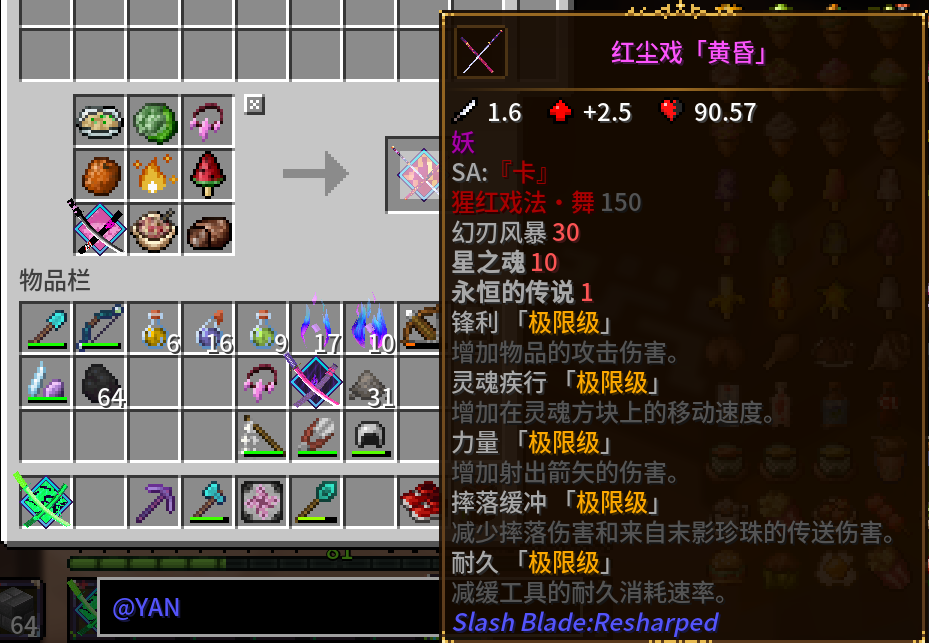 红尘戏「黄昏」
1.6 +2.5 90.57
妖
SA:『卡』
猩红戏法·舞 150
幻刃风暴 30
星之魂 10
永恒的传说 1
锋利「极限级」
增加物品的攻击伤害。
灵魂疾行「极限级」
增加在灵魂方块上的移动速度。
力量「极限级」
增加射出箭矢的伤害。
摔落缓冲「极限级」
减少摔落伤害和来自末影珍珠的传送伤害。
耐久「极限级」
减缓工具的耐久消耗速率。
Slash Blade:Resharped
物品栏
6 16 9 17 10
64 31
81
@YAN
64